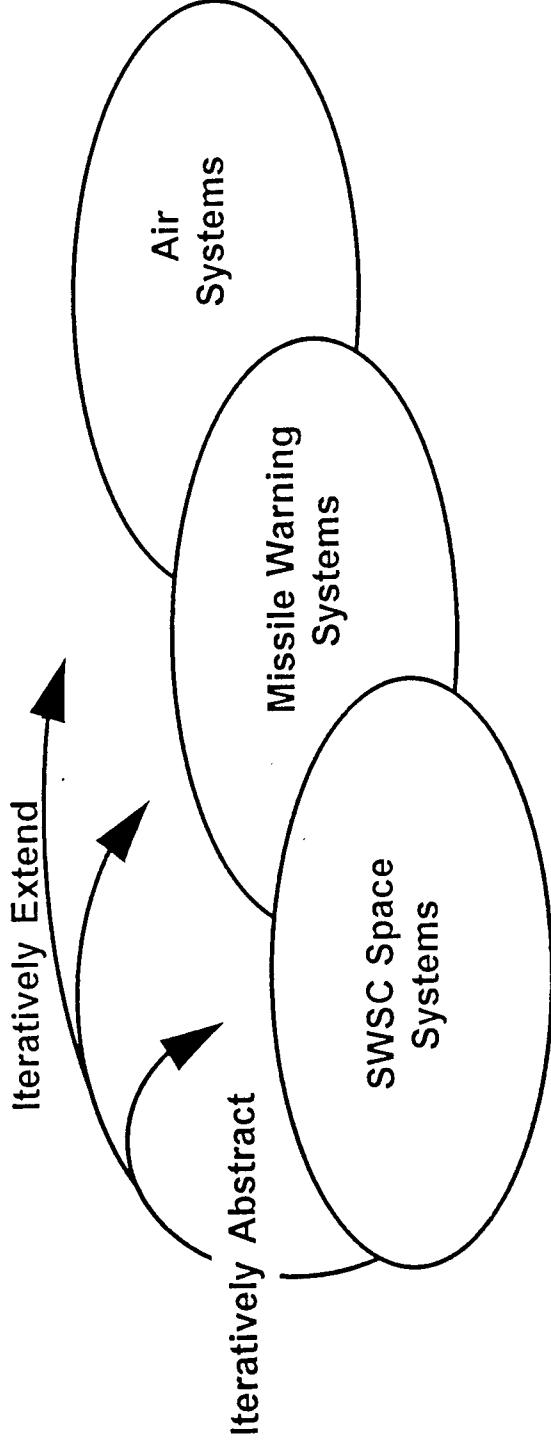 Iteratively Extend
Iteratively Abstract
SWSC Space
Systems
Missile Warning
Systems
Air
Systems